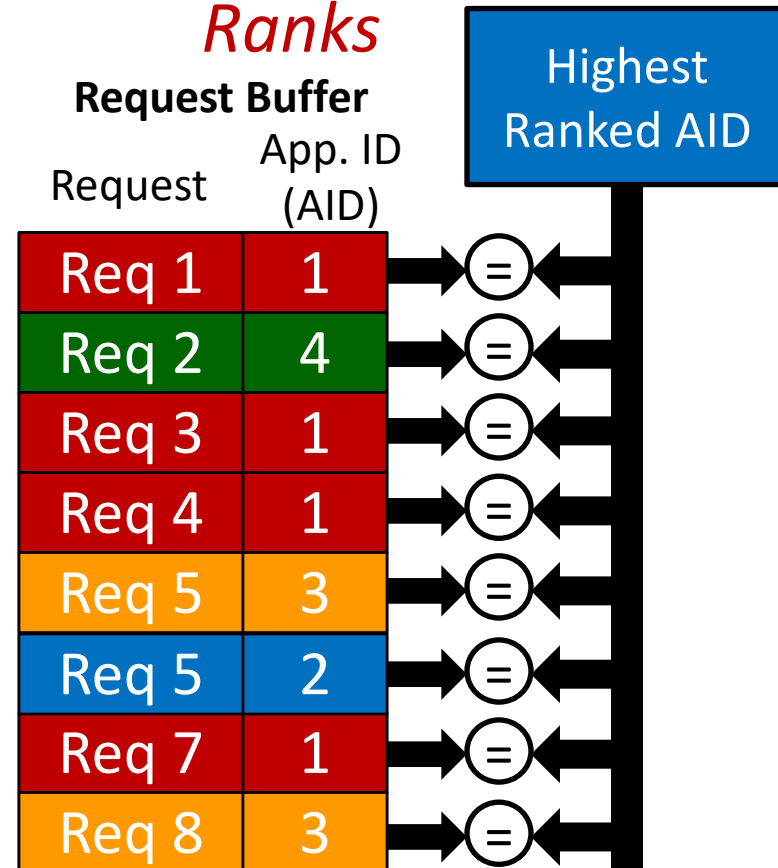 Ranks
Request Buffer
Request
App. ID
(AID)
Highest
Ranked AID
Req 1 1 =
Req 2 4 =
Req 3 1 =
Req 4 1 =
Req 5 3 =
Req 5 2 =
Req 7 1 =
Req 8 3 =